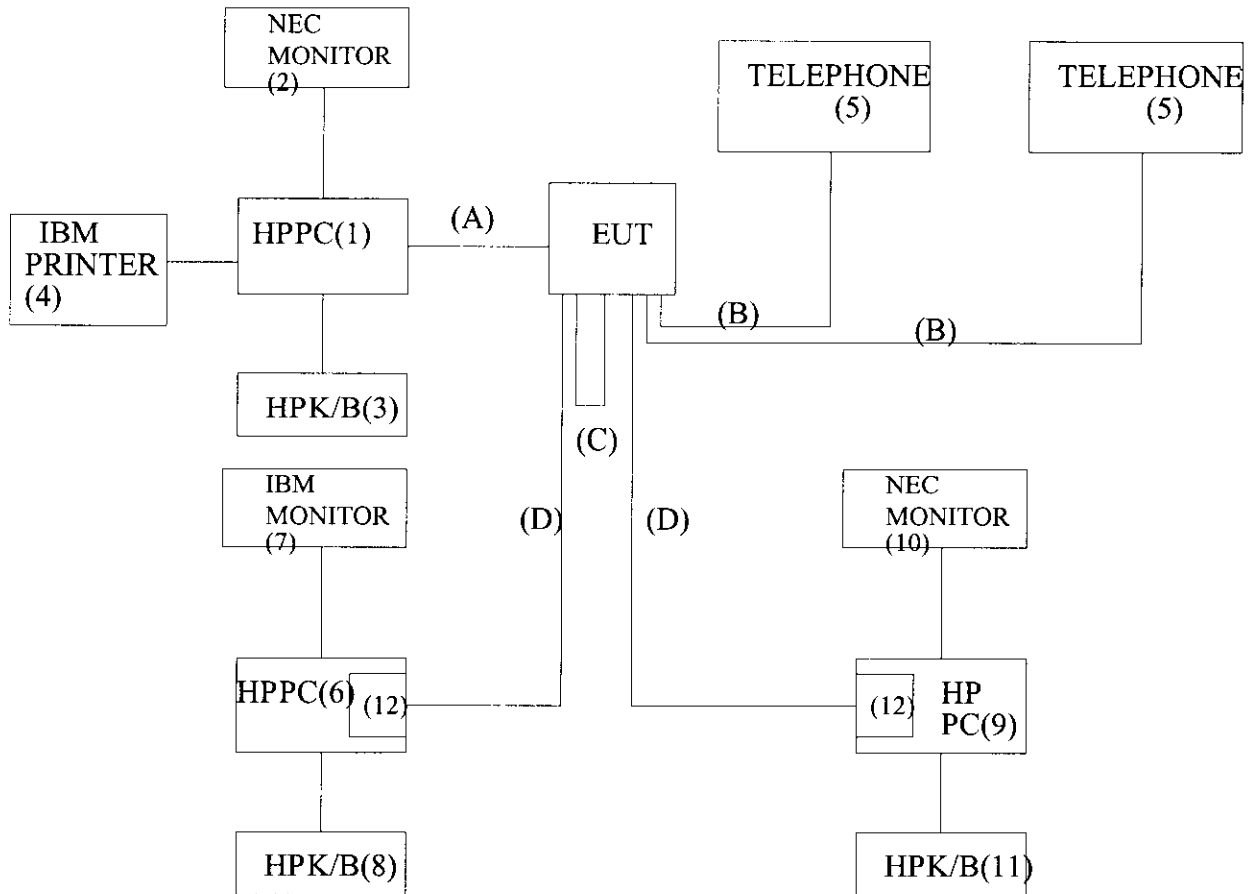 NEC
MONITOR
(2)
TELEPHONE
(5)
TELEPHONE
(5)
IBM
PRINTER
(4)
HPPC(1)
(A)
EUT
(B)
(B)
HPK/B(3)
(C)
IBM
MONITOR
(7)
(D)
(D)
NEC
MONITOR
(10)
HPPC(6)
(12)
(12)
HP
PC(9)
HPK/B(8)
HPK/B(11)